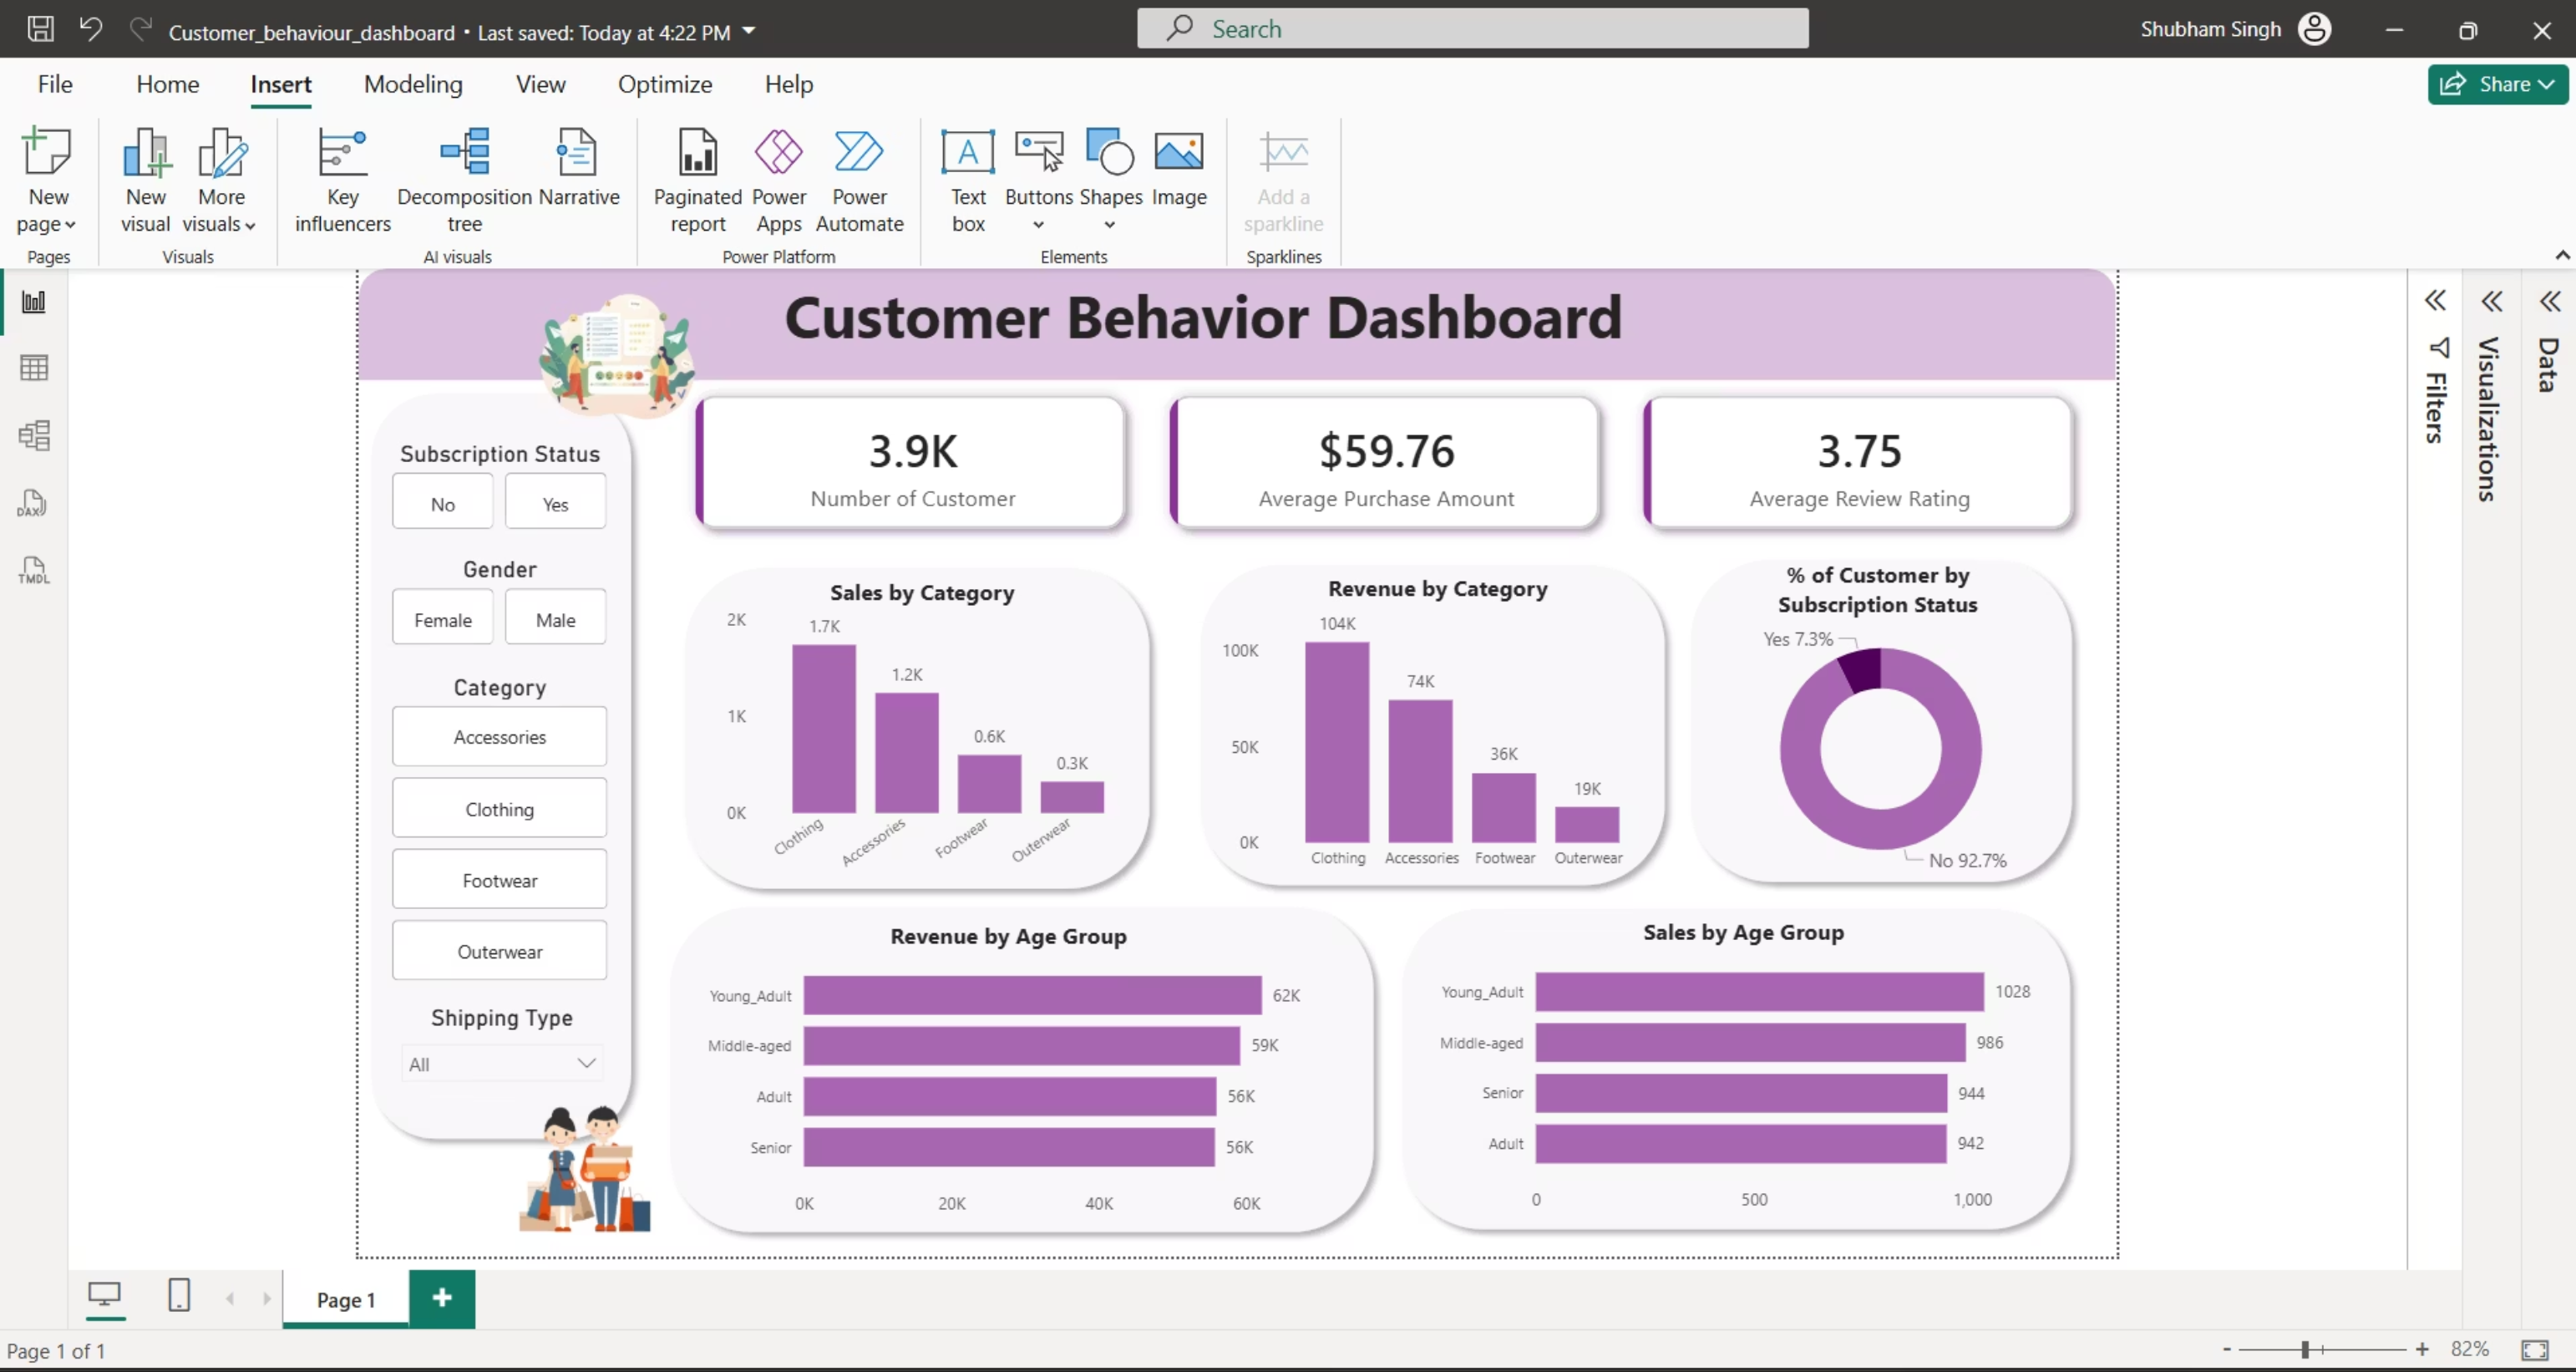 Customer_behaviour_dashboard • Last saved: Today at 4:22 PM
Search
Shubham Singh
File
Home
Insert
Modeling
View
Optimize
Help
Share
New
page
New
visual
More
visuals
Key
influencers
Decomposition
tree
Narrative
Paginated
report
Power
Apps
Power
Automate
Text
box
Buttons
Shapes
Image
Add a
sparkline
Pages
Visuals
AI visuals
Power Platform
Elements
Sparklines
DAX
TMDL
Customer Behavior Dashboard
Subscription Status
No
Yes
Gender
Female
Male
Category
Accessories
Clothing
Footwear
Outerwear
Shipping Type
All
3.9K
Number of Customer
$59.76
Average Purchase Amount
3.75
Average Review Rating
Sales by Category
2K
1K
0K
1.7K
1.2K
0.6K
0.3K
Clothing
Accessories
Footwear
Outerwear
Revenue by Category
100K
50K
0K
104K
74K
36K
19K
Clothing
Accessories
Footwear
Outerwear
% of Customer by
Subscription Status
Yes 7.3%
No 92.7%
Revenue by Age Group
Young_Adult
62K
Middle-aged
59K
Adult
56K
Senior
56K
0K
20K
40K
60K
Sales by Age Group
Young_Adult
1028
Middle-aged
986
Senior
944
Adult
942
0
500
1,000
Filters
Visualizations
Data
Page 1
Page 1 of 1
82%